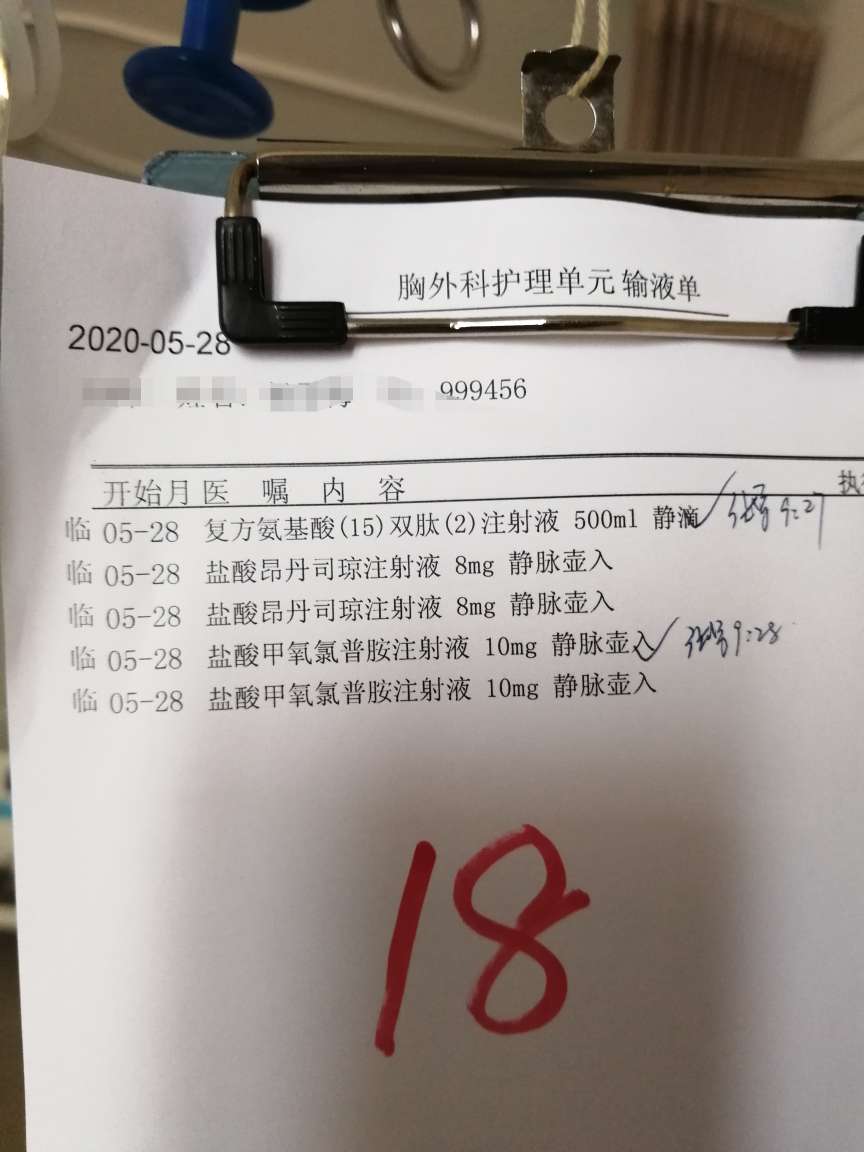 胸外科护理单元输液单
2020-05-28
999456
开始月 医 嘱 内 容
临 05-28 复方氨基酸(15)双肽(2)注射液 500ml 静滴 9:27
临 05-28 盐酸昂丹司琼注射液 8mg 静脉壶入
临 05-28 盐酸昂丹司琼注射液 8mg 静脉壶入
临 05-28 盐酸甲氧氯普胺注射液 10mg 静脉壶入 9:28
临 05-28 盐酸甲氧氯普胺注射液 10mg 静脉壶入
18